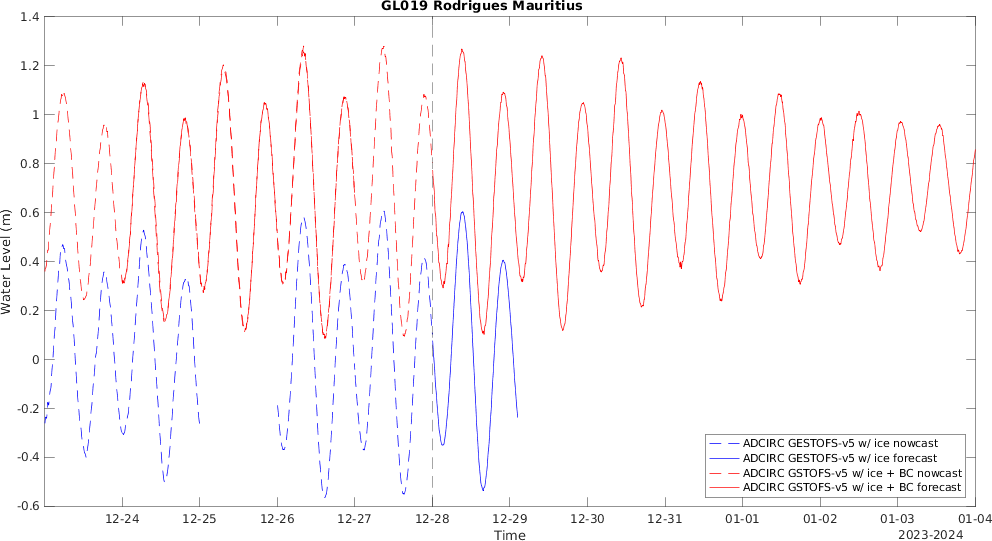 GL019 Rodrigues Mauritius
Water Level (m)
1.4
1.2
1
0.8
0.6
0.4
0.2
0
-0.2
-0.4
-0.6
12-24 12-25 12-26 12-27 12-28 12-29 12-30 12-31 01-01 01-02 01-03 01-04
Time
2023-2024
ADCIRC GESTOFS-v5 w/ ice nowcast
ADCIRC GESTOFS-v5 w/ ice forecast
ADCIRC GSTOFS-v5 w/ ice + BC nowcast
ADCIRC GSTOFS-v5 w/ ice + BC forecast